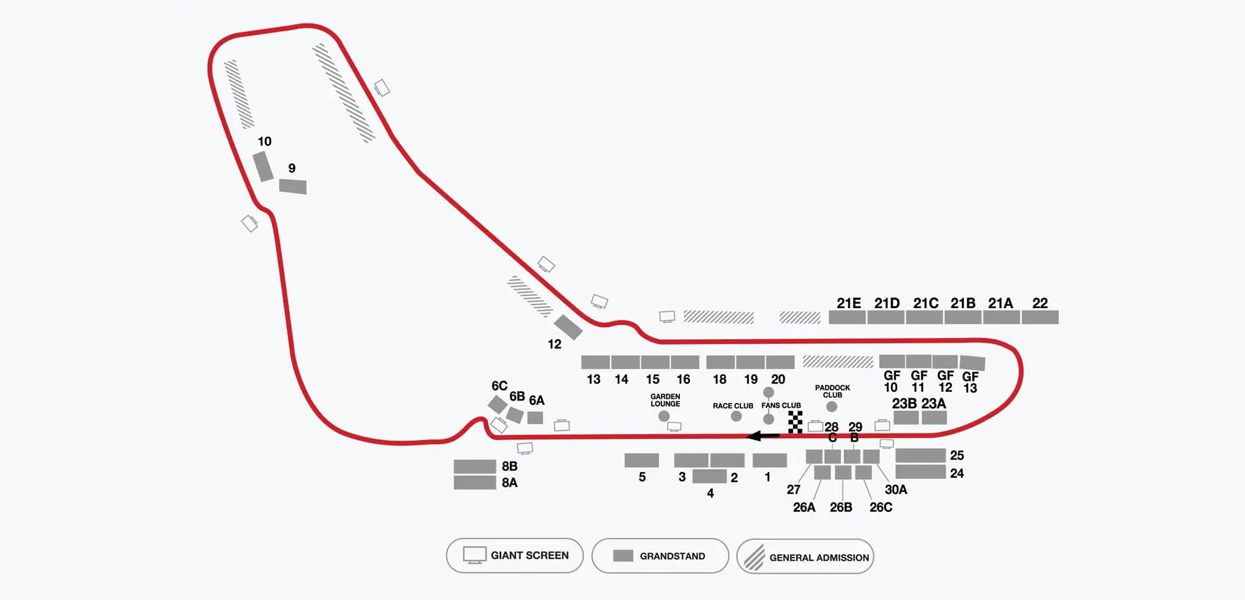 10
9
12
21E
21D
21C
21B
21A
22
13
14
15
16
18
19
20
GF
10
GF
11
GF
12
GF
13
6C
6B
6A
GARDEN
LOUNGE
RACE CLUB
FANS CLUB
PADDOCK
CLUB
23B
23A
28
C
29
B
8B
8A
5
3
4
2
1
27
26A
26B
26C
30A
25
24
GIANT SCREEN
GRANDSTAND
GENERAL ADMISSION